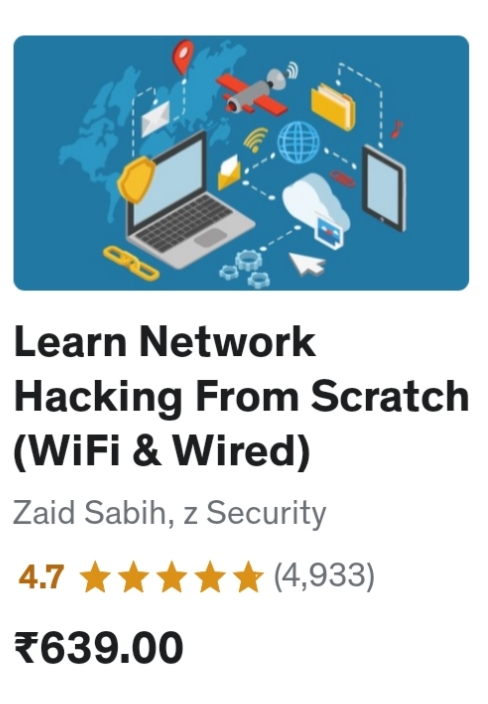 Learn Network
Hacking From Scratch
(WiFi & Wired)
Zaid Sabih, z Security
4.7 (4,933)
₹639.00